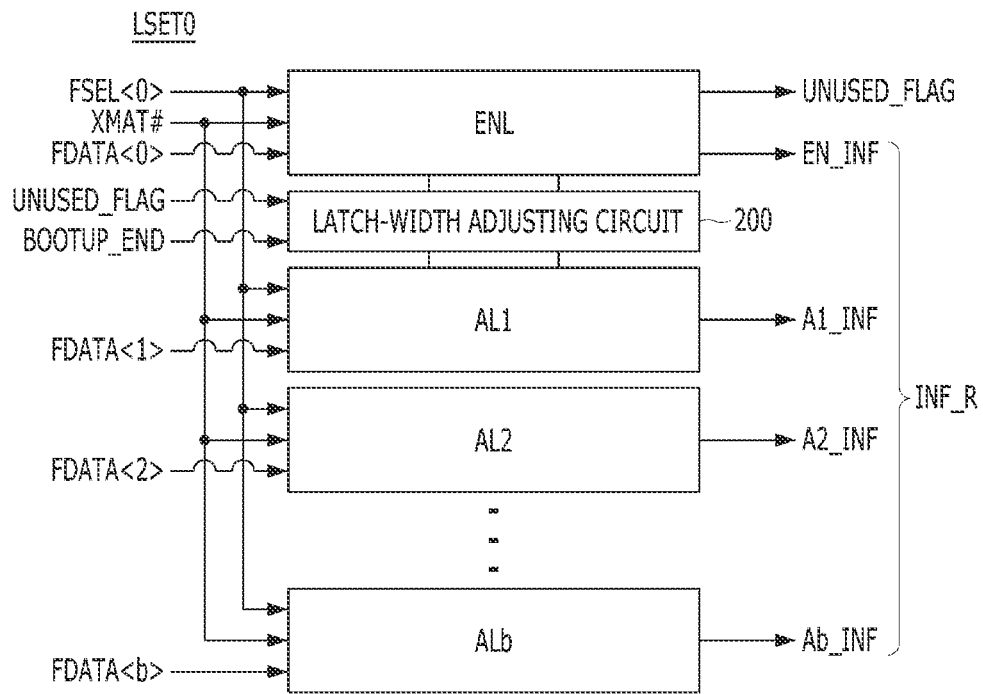 LSET0
FSEL<0>
XMAT#
FDATA<0>
ENL
UNUSED_FLAG
EN_INF
UNUSED_FLAG
BOOTUP_END
LATCH-WIDTH ADJUSTING CIRCUIT
200
AL1
A1_INF
FDATA<1>
INF_R
AL2
A2_INF
FDATA<2>
ALb
Ab_INF
FDATA<b>